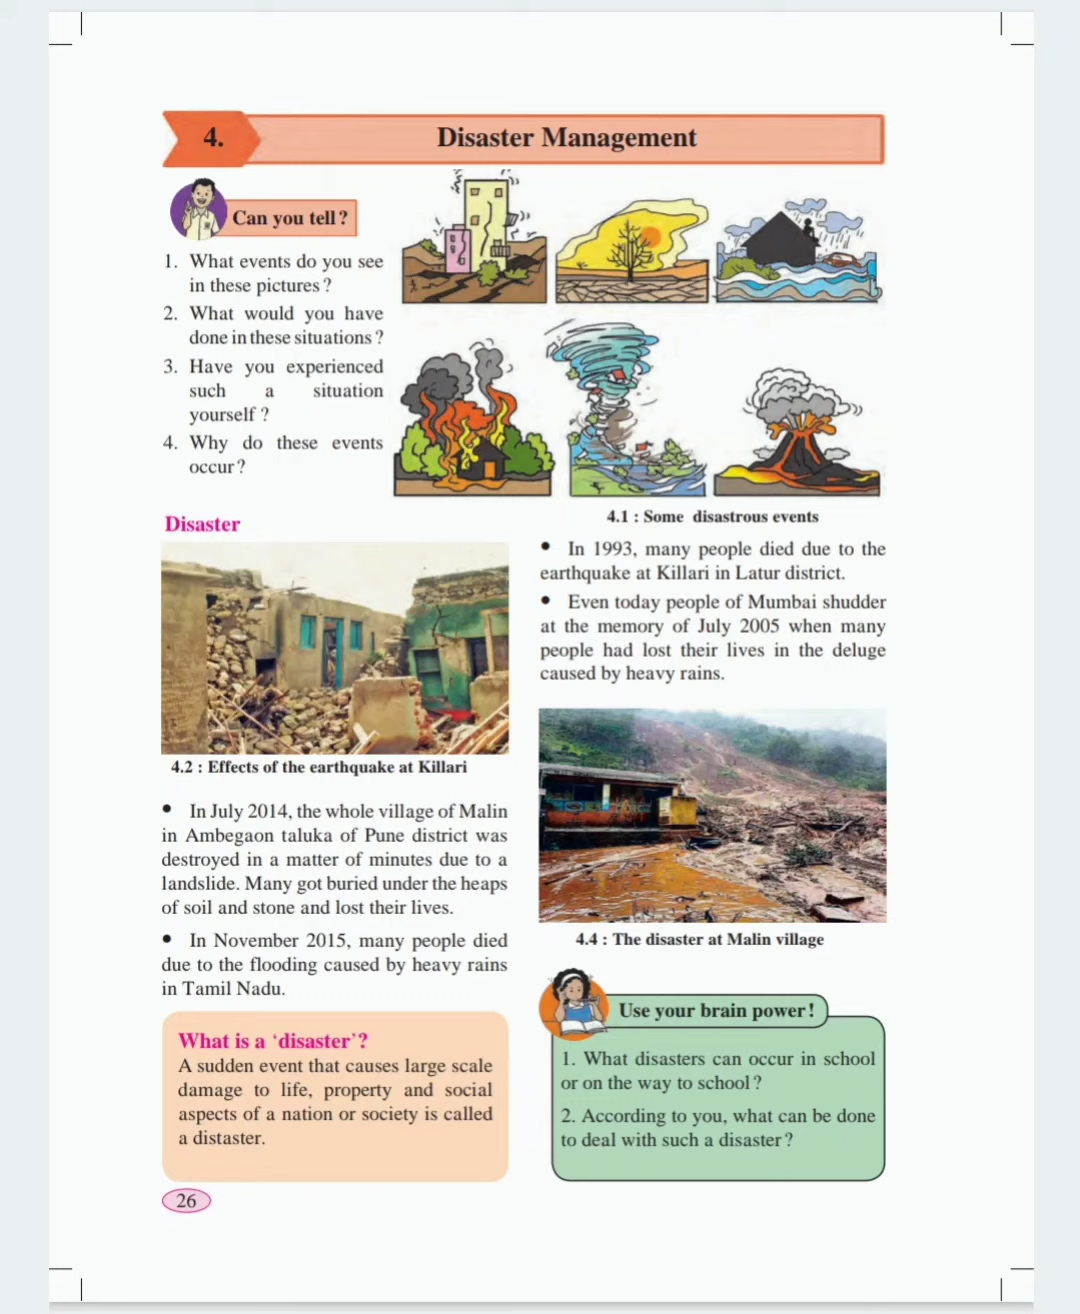 4.
Disaster Management
Can you tell?
1. What events do you see
in these pictures ?
2. What would you have
done in these situations ?
3. Have you experienced
such a situation
yourself ?
4. Why do these events
occur ?
4.1 : Some disastrous events
Disaster
4.2 : Effects of the earthquake at Killari
• In July 2014, the whole village of Malin
in Ambegaon taluka of Pune district was
destroyed in a matter of minutes due to a
landslide. Many got buried under the heaps
of soil and stone and lost their lives.
• In November 2015, many people died
due to the flooding caused by heavy rains
in Tamil Nadu.
What is a ‘disaster’?
A sudden event that causes large scale
damage to life, property and social
aspects of a nation or society is called
a distaster.
• In 1993, many people died due to the
earthquake at Killari in Latur district.
• Even today people of Mumbai shudder
at the memory of July 2005 when many
people had lost their lives in the deluge
caused by heavy rains.
4.4 : The disaster at Malin village
Use your brain power !
1. What disasters can occur in school
or on the way to school ?
2. According to you, what can be done
to deal with such a disaster ?
26